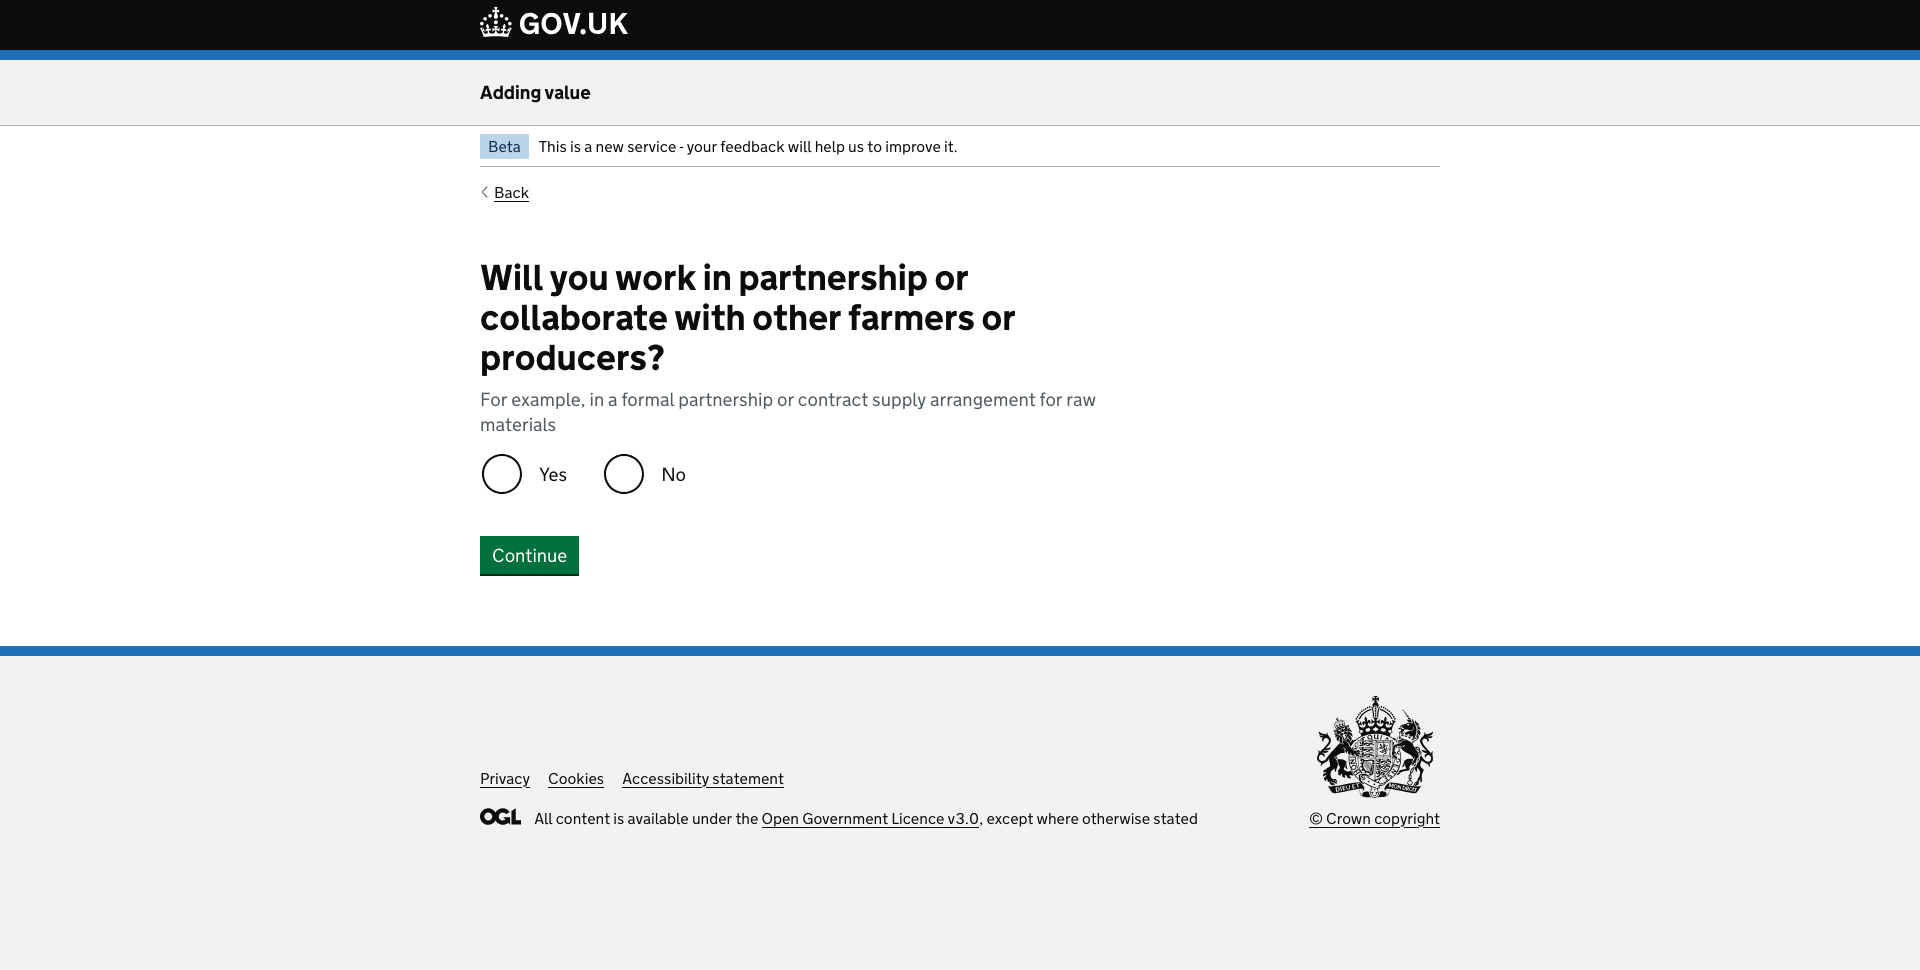 GOV.UK
Adding value
Beta This is a new service - your feedback will help us to improve it.
Back
Will you work in partnership or
collaborate with other farmers or
producers?
For example, in a formal partnership or contract supply arrangement for raw
materials
Yes No
Continue
Privacy Cookies Accessibility statement
OGL All content is available under the Open Government Licence v3.0, except where otherwise stated
DIEU ET MON DROIT
© Crown copyright